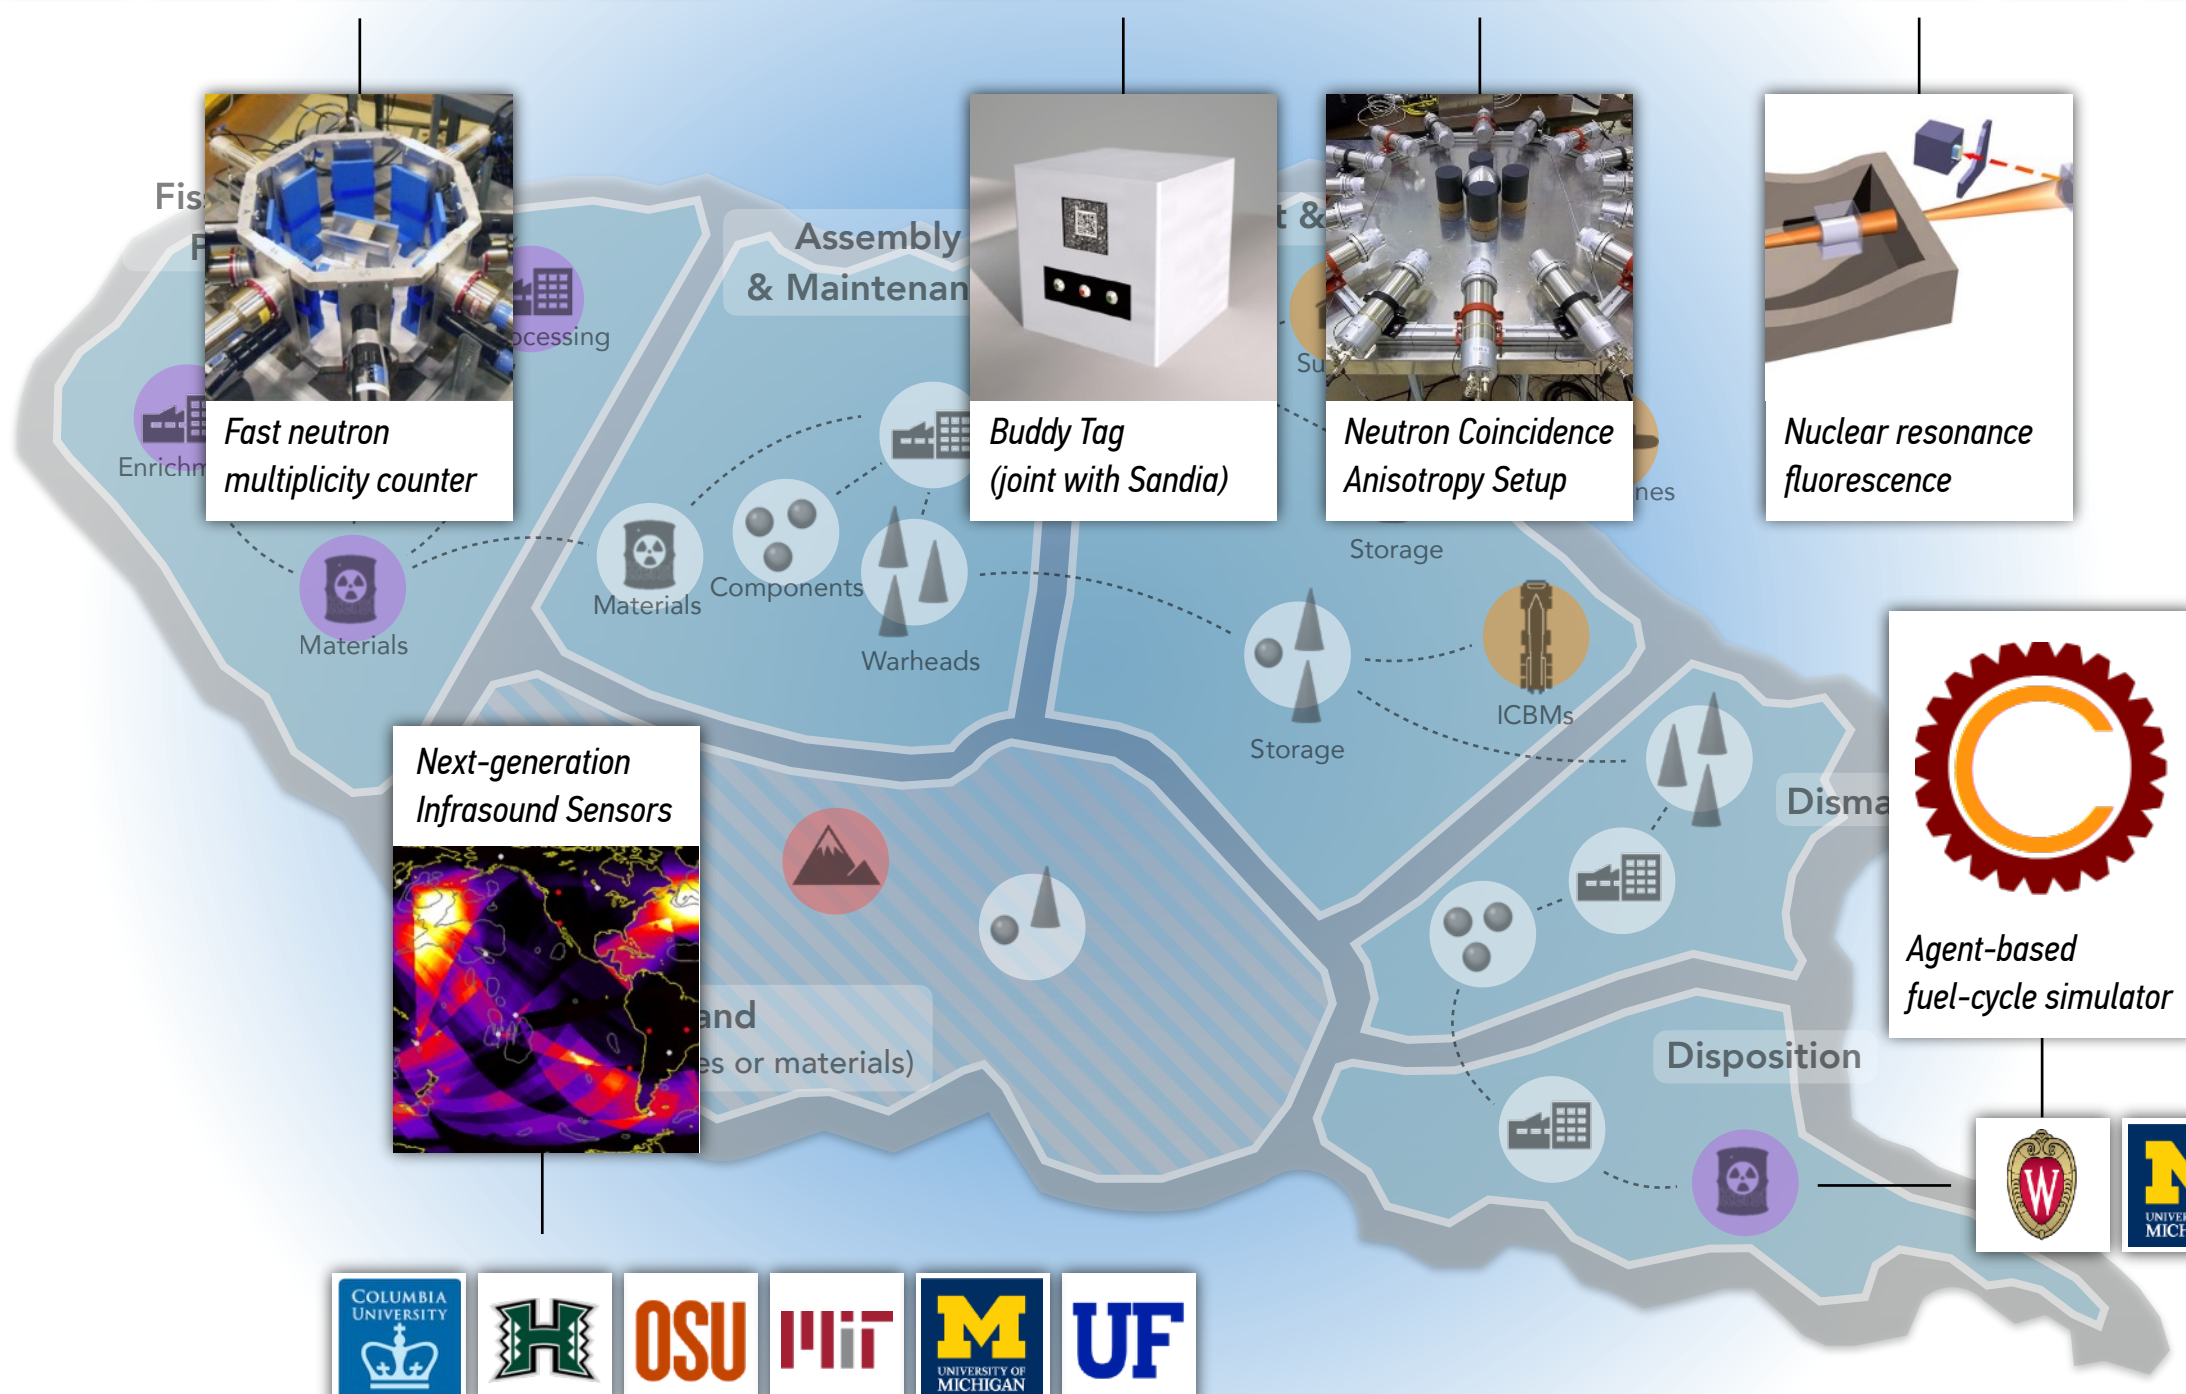 Assembly
& Maintenan
t &
Fast neutron
multiplicity counter
Buddy Tag
(joint with Sandia)
Neutron Coincidence
Anisotropy Setup
Nuclear resonance
fluorescence
Materials
Materials
Components
Warheads
Storage
Storage
ICBMs
Next-generation
Infrasound Sensors
Disma
Agent-based
fuel-cycle simulator
and
es or materials)
Disposition
COLUMBIA
UNIVERSITY
H
OSU
MIT
M
UNIVERSITY OF
MICHIGAN
UF
W